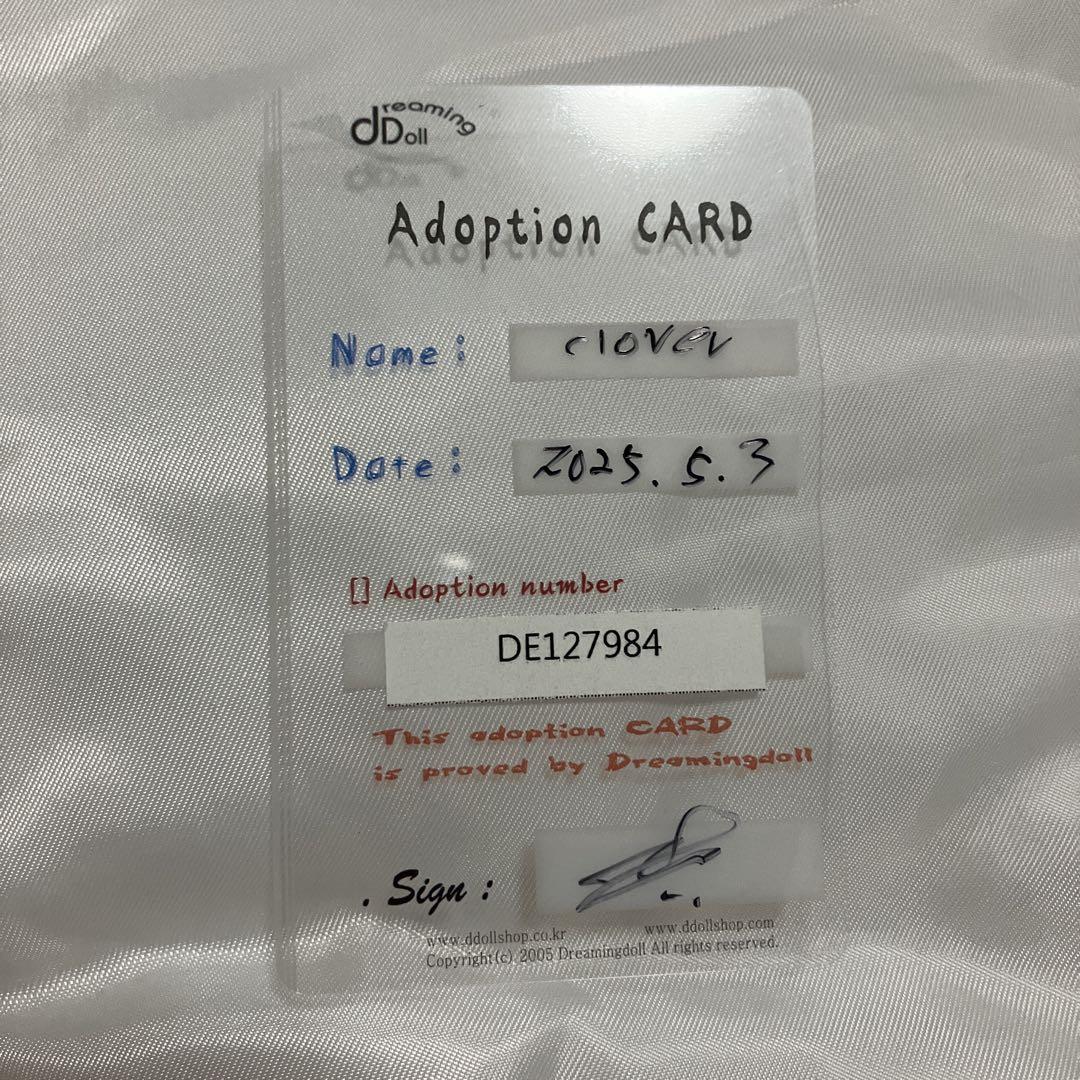 dreaming
Doll
Adoption CARD
Name: clover
Date: 2025.5.3
[] Adoption number
DE127984
This adoption CARD
is proved by Dreamingdoll
. Sign :
www.ddollshop.co.kr www.ddollshop.com
Copyright(c) 2005 Dreamingdoll All rights reserved.